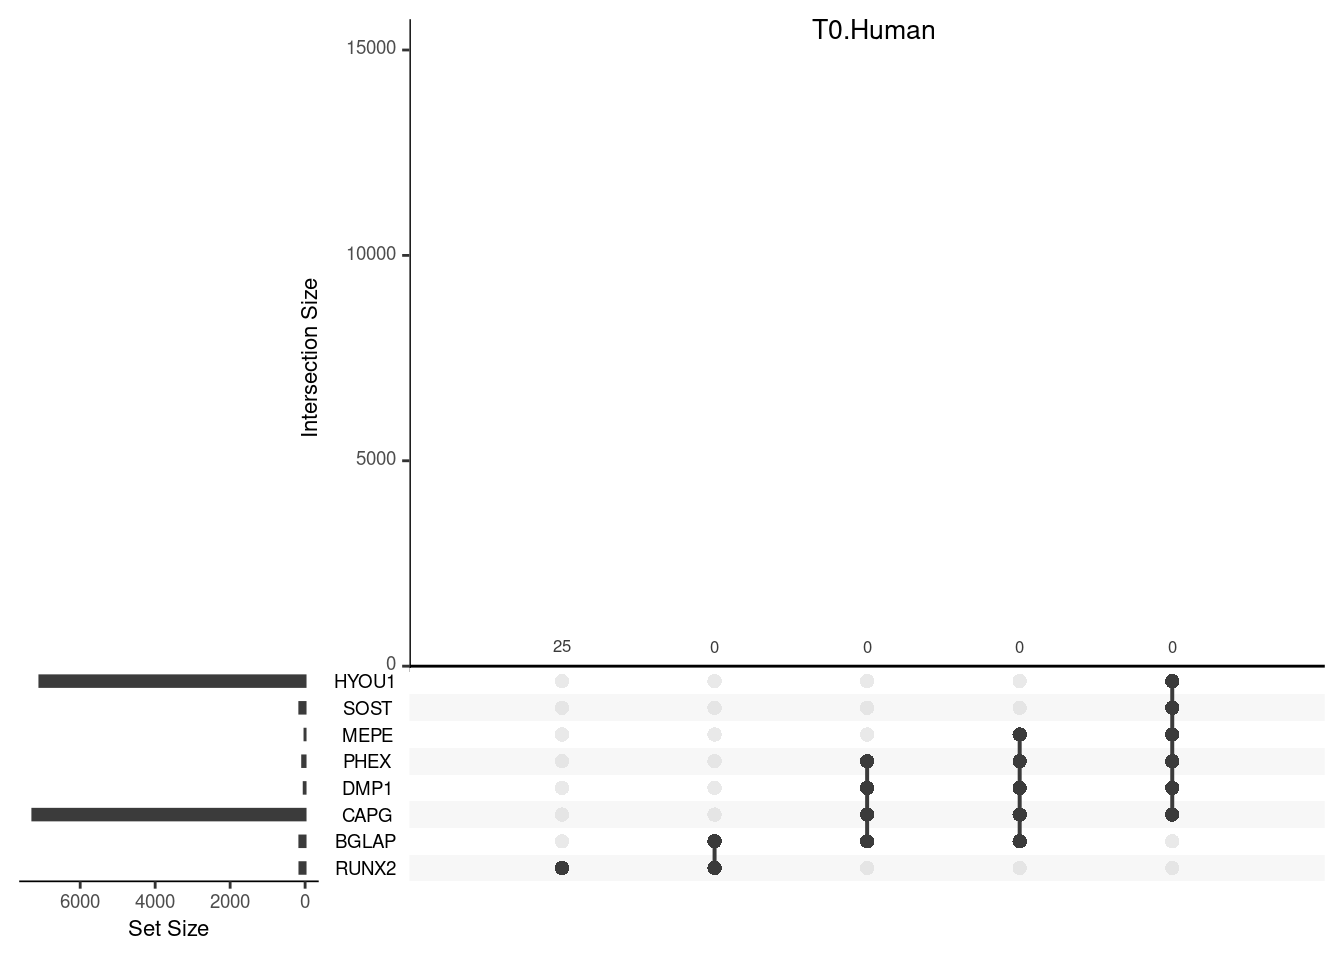 T0.Human
15000
10000
5000
0
Intersection Size
25 0 0 0 0
HYOU1
SOST
MEPE
PHEX
DMP1
CAPG
BGLAP
RUNX2
6000 4000 2000 0
Set Size